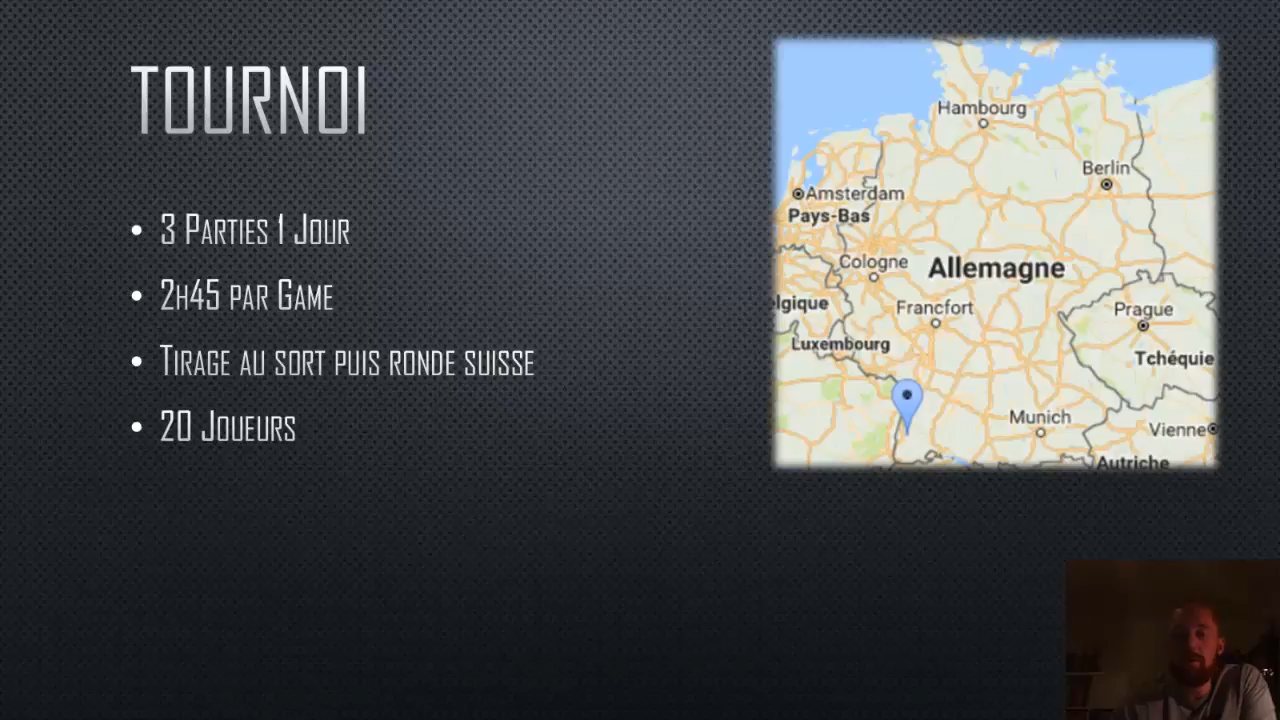 TOURNOI
• 3 PARTIES 1 JOUR
• 2H45 PAR GAME
• TIRAGE AU SORT PUIS RONDE SUISSE
• 20 JOUEURS
Hambourg
Berlin
Amsterdam
Pays-Bas
Cologne
Allemagne
lgique
Francfort
Prague
Luxembourg
Tchéquie
Munich
Vienne
Autriche